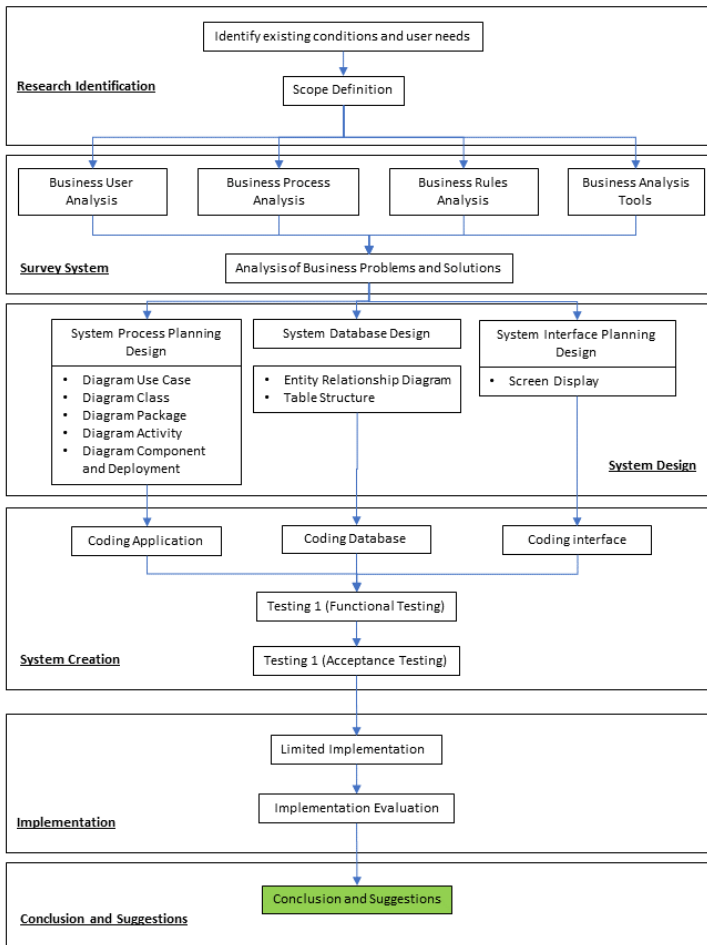 Identify existing conditions and user needs
Research Identification
Scope Definition
Business User
Analysis
Business Process
Analysis
Business Rules
Analysis
Business Analysis
Tools
Survey System
Analysis of Business Problems and Solutions
System Process Planning
Design
• Diagram Use Case
• Diagram Class
• Diagram Package
• Diagram Activity
• Diagram Component
and Deployment
System Database Design
• Entity Relationship Diagram
• Table Structure
System Interface Planning
Design
• Screen Display
System Design
Coding Application
Coding Database
Coding interface
Testing 1 (Functional Testing)
System Creation
Testing 1 (Acceptance Testing)
Limited Implementation
Implementation Evaluation
Implementation
Conclusion and Suggestions
Conclusion and Suggestions